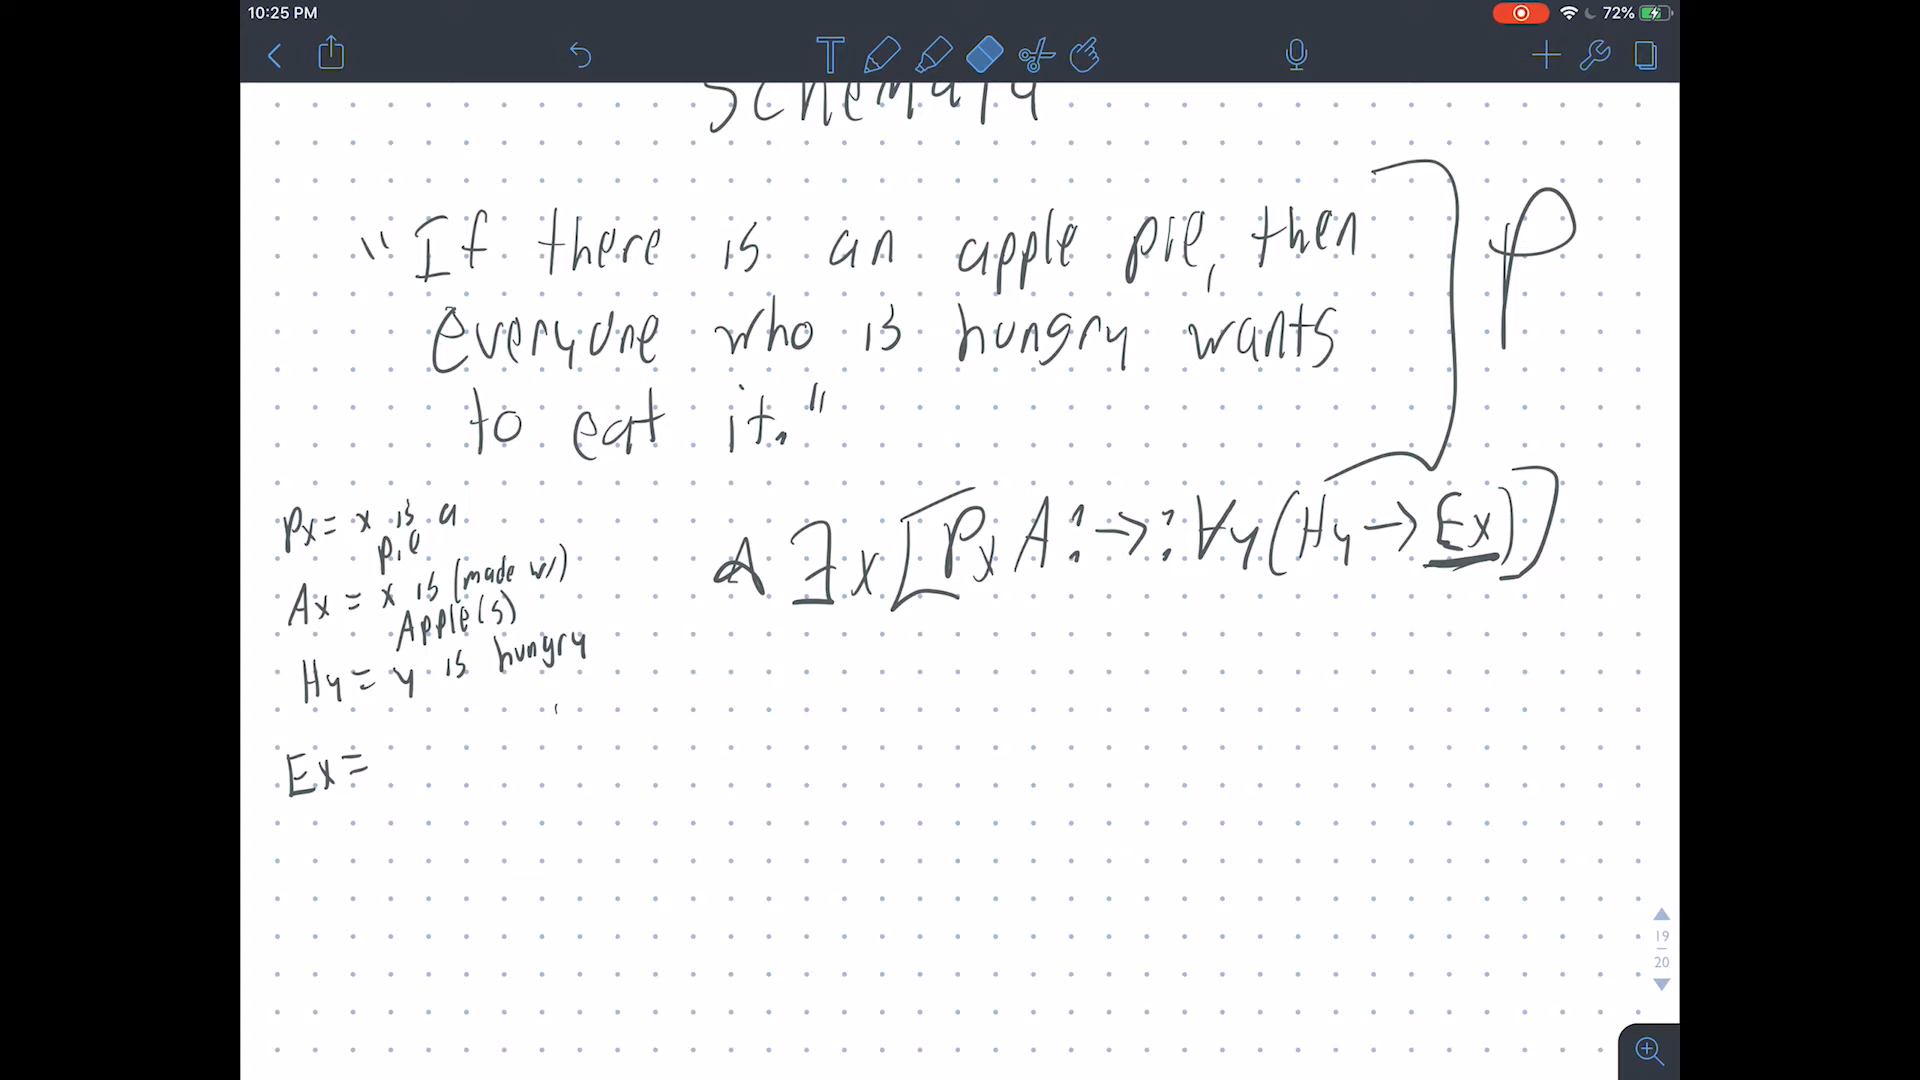 10:25 PM
72%
T
Schemata
"If there is an apple pie, then
everyone who is hungry wants
to eat it."
P
Px = x is a
pie
Ax = x is (made w/)
Apple(s)
Hy = y is hungry
Ex =
A ∃x [Px A : → : ∀y (Hy → Ex)]
19
20